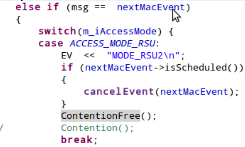 else if (msg == nextMacEvent)
{
switch(m_iAccessMode) {
case ACCESS_MODE_RSU:
EV << "MODE_RSU2\n";
if (nextMacEvent->isScheduled())
{
cancelEvent(nextMacEvent);
}
ContentionFree();
/ Contention();
break;